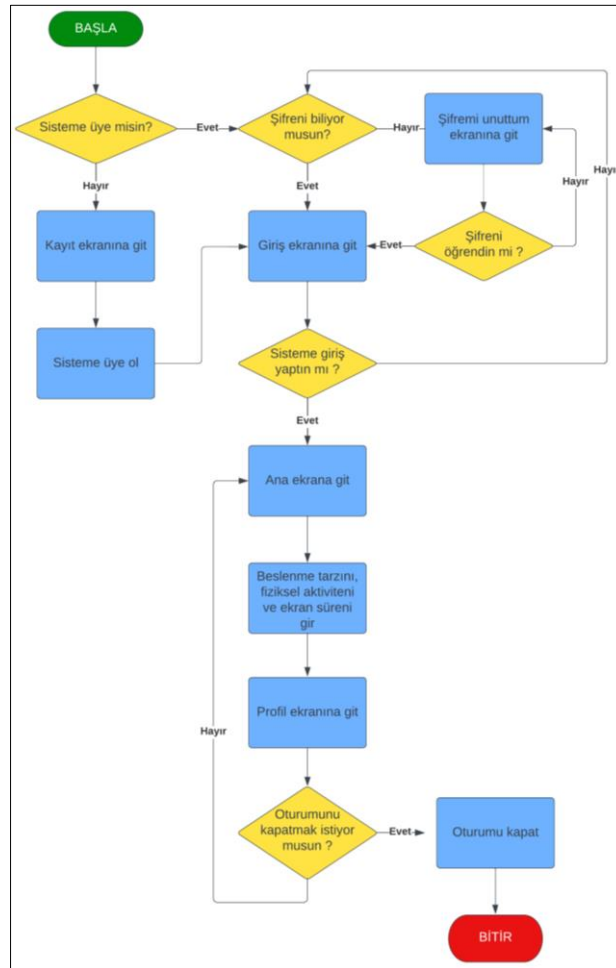 BAŞLA
Sisteme üye misin?
Evet
Şifreni biliyor
musun?
Hayır
Şifremi unuttum
ekranına git
Hayır
Hayır
Hayır
Evet
Kayıt ekranına git
Giriş ekranına git
Evet
Şifreni
öğrendin mi ?
Sisteme üye ol
Sisteme giriş
yaptın mı ?
Evet
Ana ekrana git
Beslenme tarzını,
fiziksel aktiviteni
ve ekran süreni
gir
Profil ekranına git
Hayır
Oturumunu
kapatmak istiyor
musun ?
Evet
Oturumu kapat
BİTİR